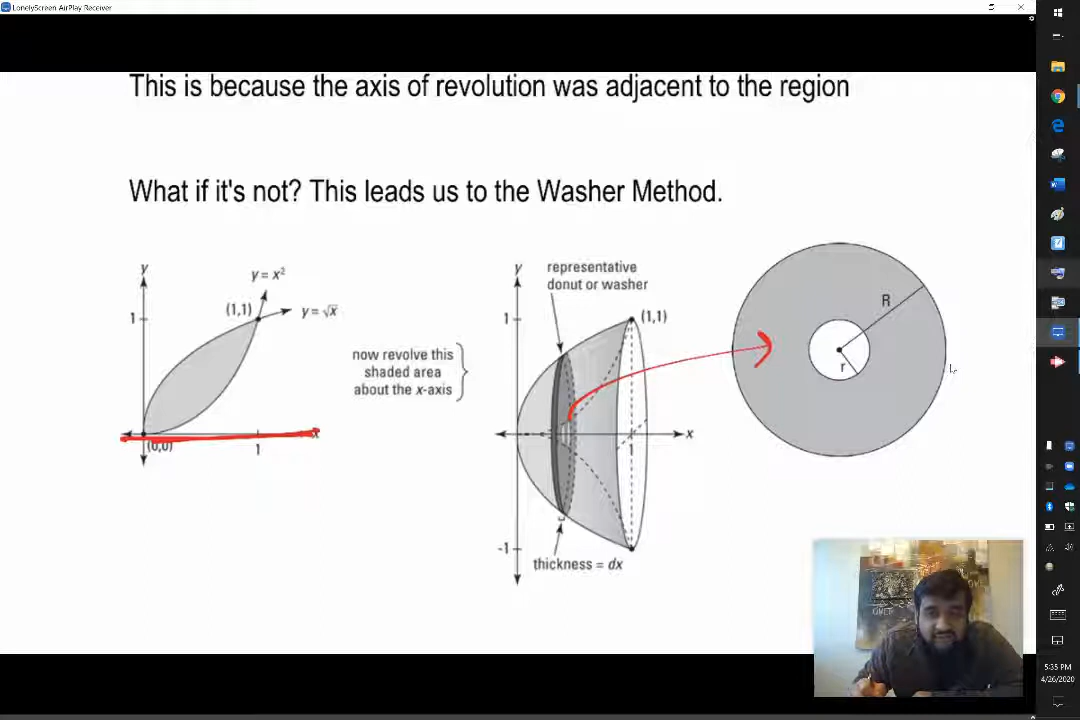 LonelyScreen AirPlay Receiver
This is because the axis of revolution was adjacent to the region
What if it's not? This leads us to the Washer Method.
y
y = x²
(1,1)
y = √x
1
(0,0)
1
x
now revolve this
shaded area
about the x-axis
y
representative
donut or washer
1
(1,1)
x
1
-1
thickness = dx
R
r
5:35 PM
4/26/2020